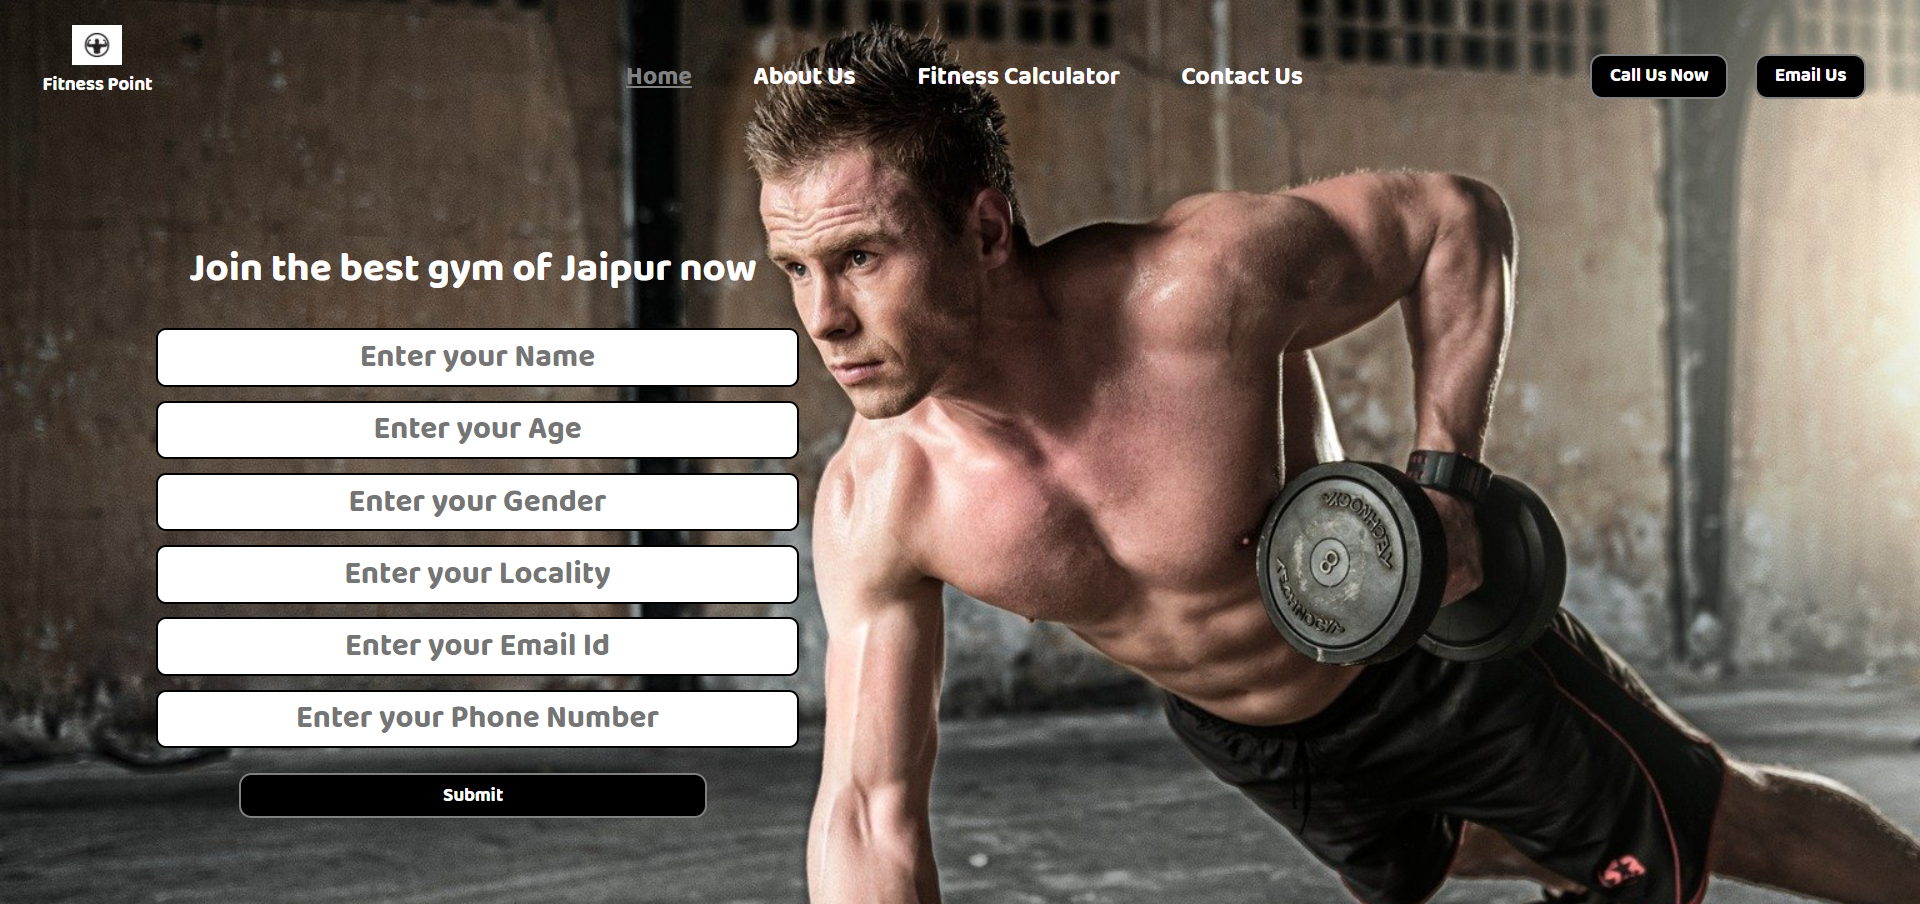 Fitness Point
Home
About Us
Fitness Calculator
Contact Us
Call Us Now
Email Us
Join the best gym of Jaipur now
Enter your Name
Enter your Age
Enter your Gender
Enter your Locality
Enter your Email Id
Enter your Phone Number
Submit
8